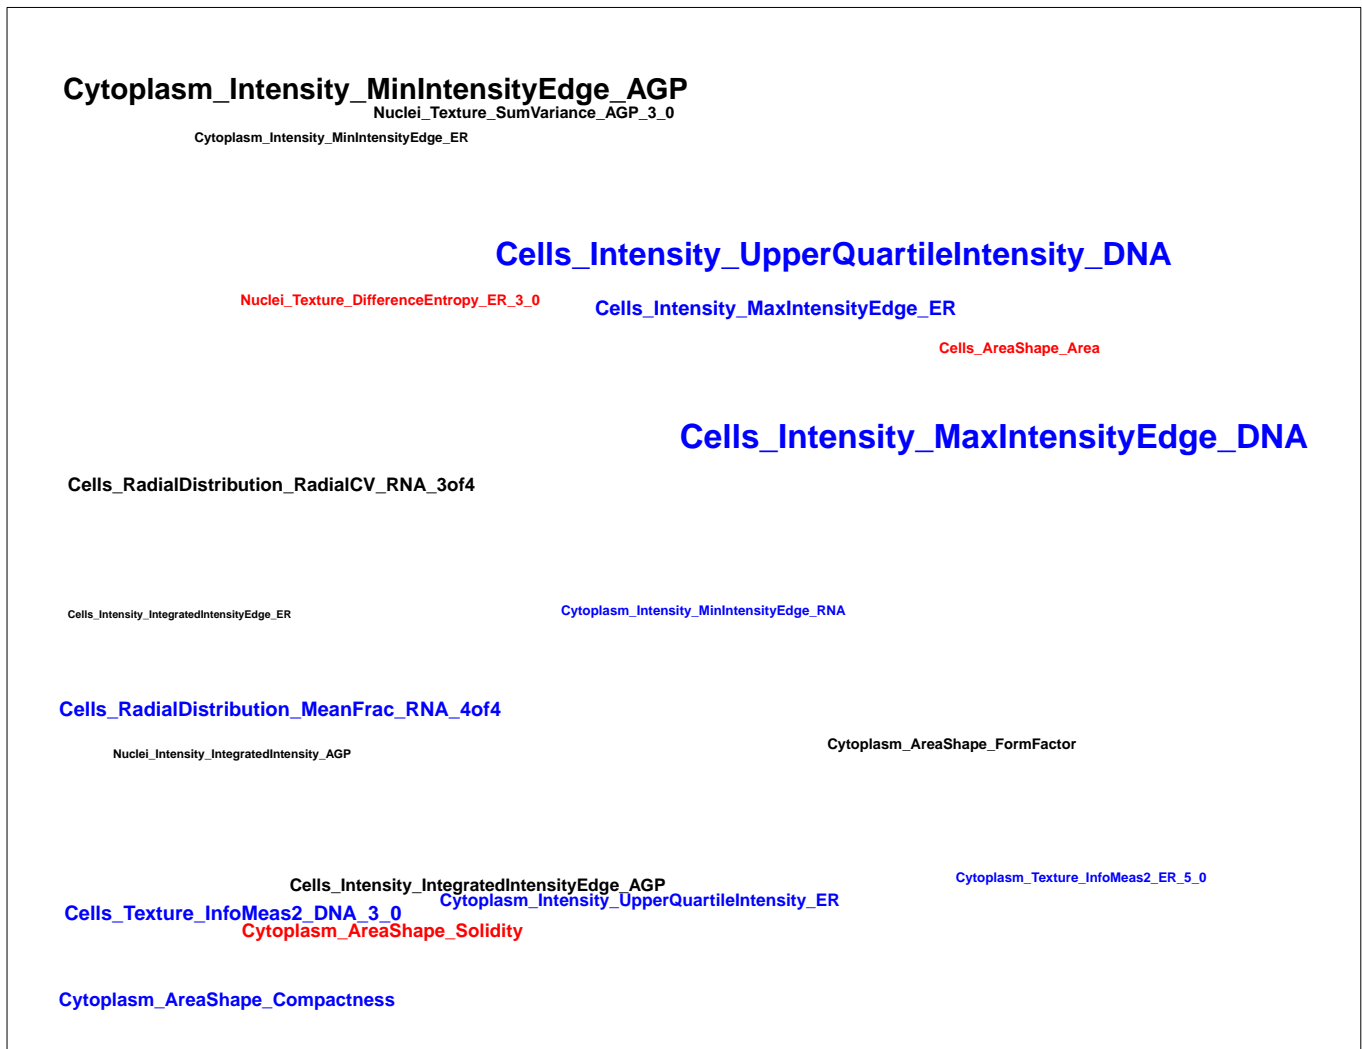 Cytoplasm_Intensity_MinIntensityEdge_AGP
Nuclei_Texture_SumVariance_AGP_3_0
Cytoplasm_Intensity_MinIntensityEdge_ER
Cells_Intensity_UpperQuartileIntensity_DNA
Nuclei_Texture_DifferenceEntropy_ER_3_0
Cells_Intensity_MaxIntensityEdge_ER
Cells_AreaShape_Area
Cells_Intensity_MaxIntensityEdge_DNA
Cells_RadialDistribution_RadialCV_RNA_3of4
Cells_Intensity_IntegratedIntensityEdge_ER
Cytoplasm_Intensity_MinIntensityEdge_RNA
Cells_RadialDistribution_MeanFrac_RNA_4of4
Nuclei_Intensity_IntegratedIntensity_AGP
Cytoplasm_AreaShape_FormFactor
Cells_Intensity_IntegratedIntensityEdge_AGP
Cytoplasm_Texture_InfoMeas2_ER_5_0
Cytoplasm_Intensity_UpperQuartileIntensity_ER
Cells_Texture_InfoMeas2_DNA_3_0
Cytoplasm_AreaShape_Solidity
Cytoplasm_AreaShape_Compactness